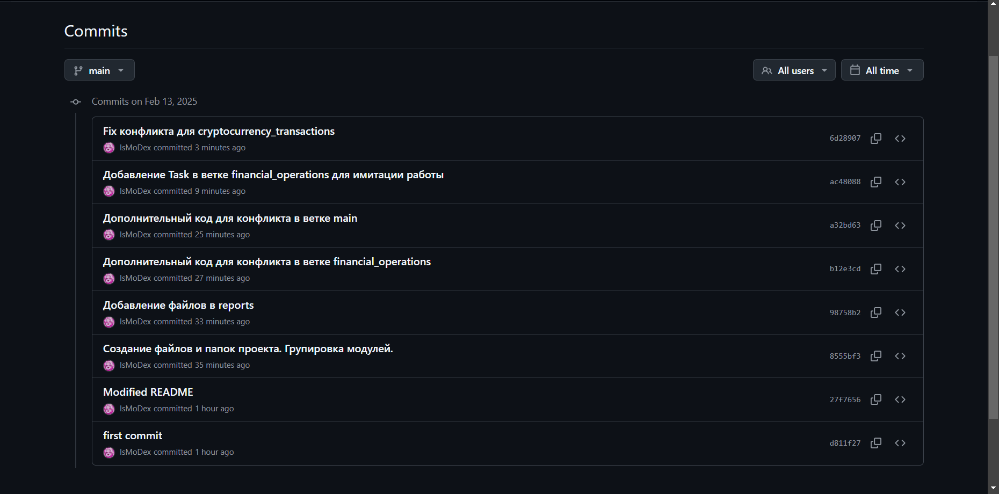 Commits
main
All users
All time
Commits on Feb 13, 2025
Fix конфликта для cryptocurrency_transactions
IsMoDex committed 3 minutes ago
6d28907
Добавление Task в ветке financial_operations для имитации работы
IsMoDex committed 9 minutes ago
ac48088
Дополнительный код для конфликта в ветке main
IsMoDex committed 25 minutes ago
a32bd63
Дополнительный код для конфликта в ветке financial_operations
IsMoDex committed 27 minutes ago
b12e3cd
Добавление файлов в reports
IsMoDex committed 33 minutes ago
98758b2
Создание файлов и папок проекта. Групировка модулей.
IsMoDex committed 35 minutes ago
8555bf3
Modified README
IsMoDex committed 1 hour ago
27f7656
first commit
IsMoDex committed 1 hour ago
d811f27